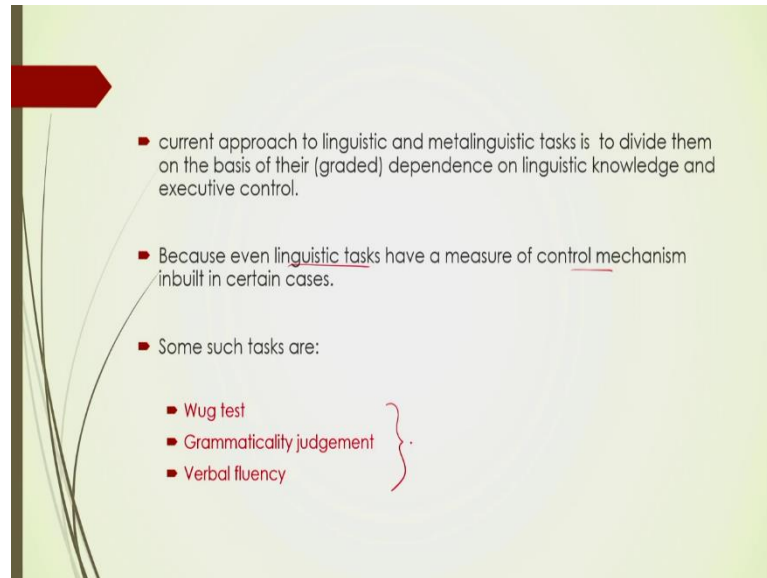 current approach to linguistic and metalinguistic tasks is to divide them
on the basis of their (graded) dependence on linguistic knowledge and
executive control.
Because even linguistic tasks have a measure of control mechanism
inbuilt in certain cases.
Some such tasks are:
Wug test
Grammaticality judgement
Verbal fluency